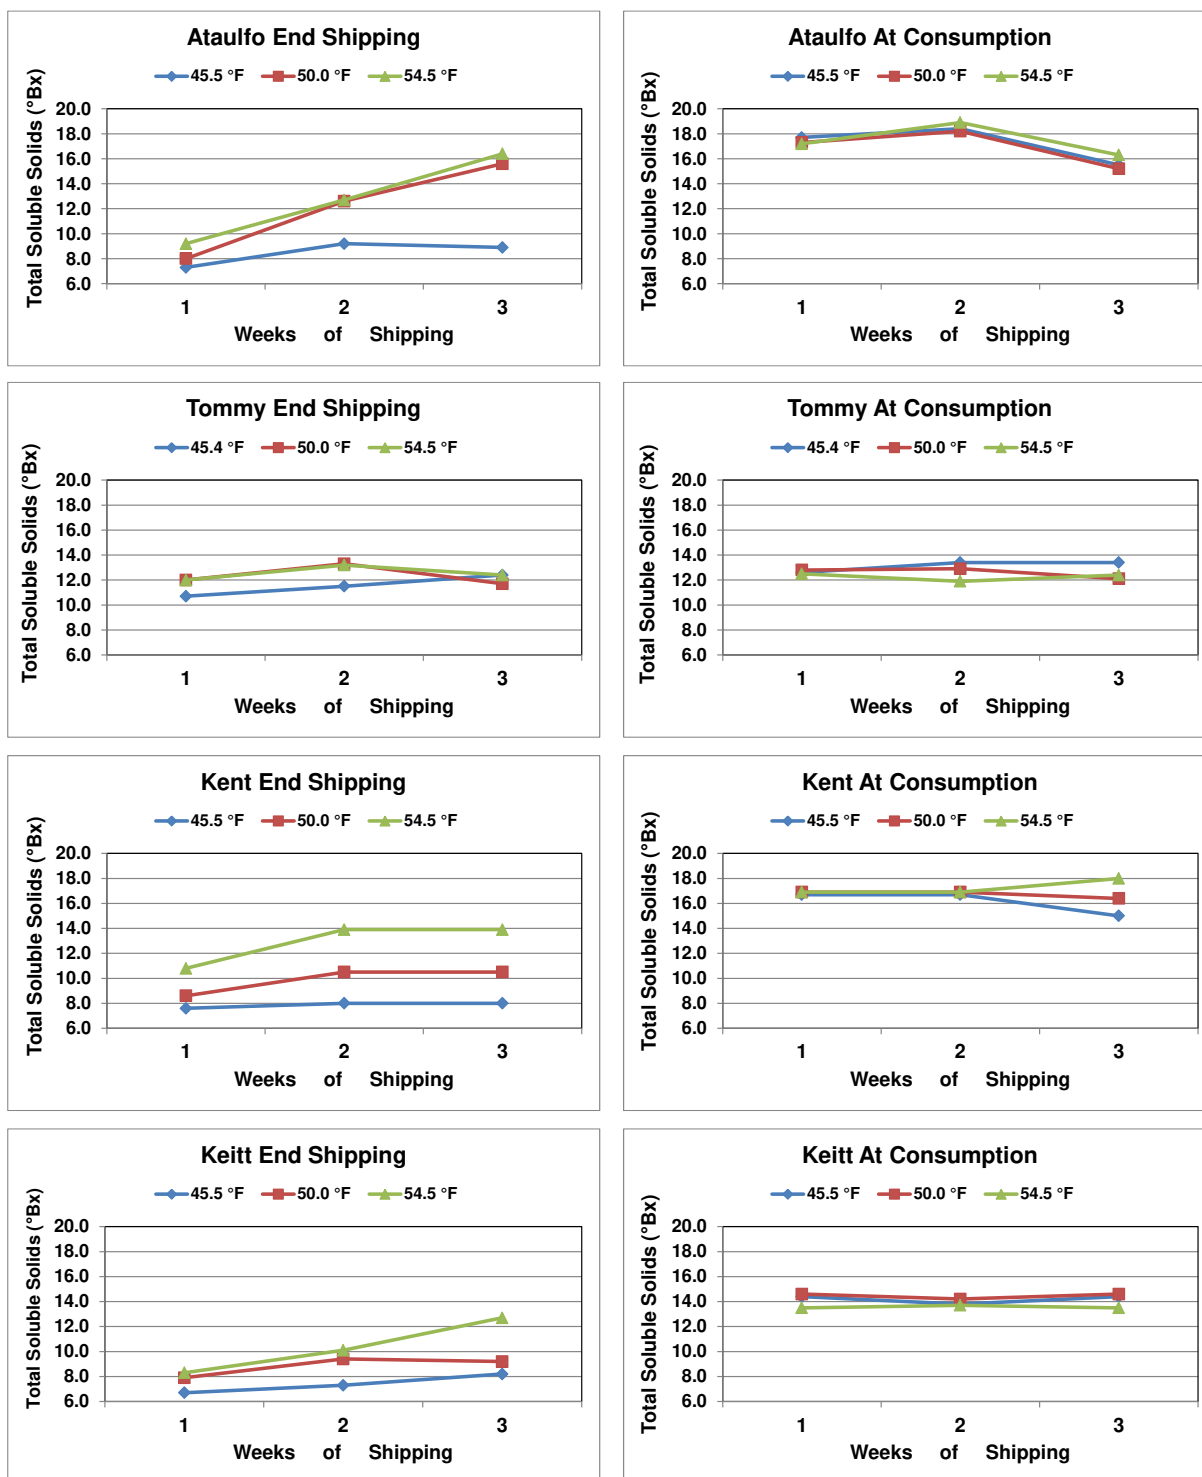 Ataulfo End Shipping
45.5 °F 50.0 °F 54.5 °F
Total Soluble Solids (°Bx)
20.0
18.0
16.0
14.0
12.0
10.0
8.0
6.0
1 2 3
Weeks of Shipping
Ataulfo At Consumption
45.5 °F 50.0 °F 54.5 °F
Total Soluble Solids (°Bx)
20.0
18.0
16.0
14.0
12.0
10.0
8.0
6.0
1 2 3
Weeks of Shipping
Tommy End Shipping
45.4 °F 50.0 °F 54.5 °F
Total Soluble Solids (°Bx)
20.0
18.0
16.0
14.0
12.0
10.0
8.0
6.0
1 2 3
Weeks of Shipping
Tommy At Consumption
45.4 °F 50.0 °F 54.5 °F
Total Soluble Solids (°Bx)
20.0
18.0
16.0
14.0
12.0
10.0
8.0
6.0
1 2 3
Weeks of Shipping
Kent End Shipping
45.5 °F 50.0 °F 54.5 °F
Total Soluble Solids (°Bx)
20.0
18.0
16.0
14.0
12.0
10.0
8.0
6.0
1 2 3
Weeks of Shipping
Kent At Consumption
45.5 °F 50.0 °F 54.5 °F
Total Soluble Solids (°Bx)
20.0
18.0
16.0
14.0
12.0
10.0
8.0
6.0
1 2 3
Weeks of Shipping
Keitt End Shipping
45.5 °F 50.0 °F 54.5 °F
Total Soluble Solids (°Bx)
20.0
18.0
16.0
14.0
12.0
10.0
8.0
6.0
1 2 3
Weeks of Shipping
Keitt At Consumption
45.5 °F 50.0 °F 54.5 °F
Total Soluble Solids (°Bx)
20.0
18.0
16.0
14.0
12.0
10.0
8.0
6.0
1 2 3
Weeks of Shipping